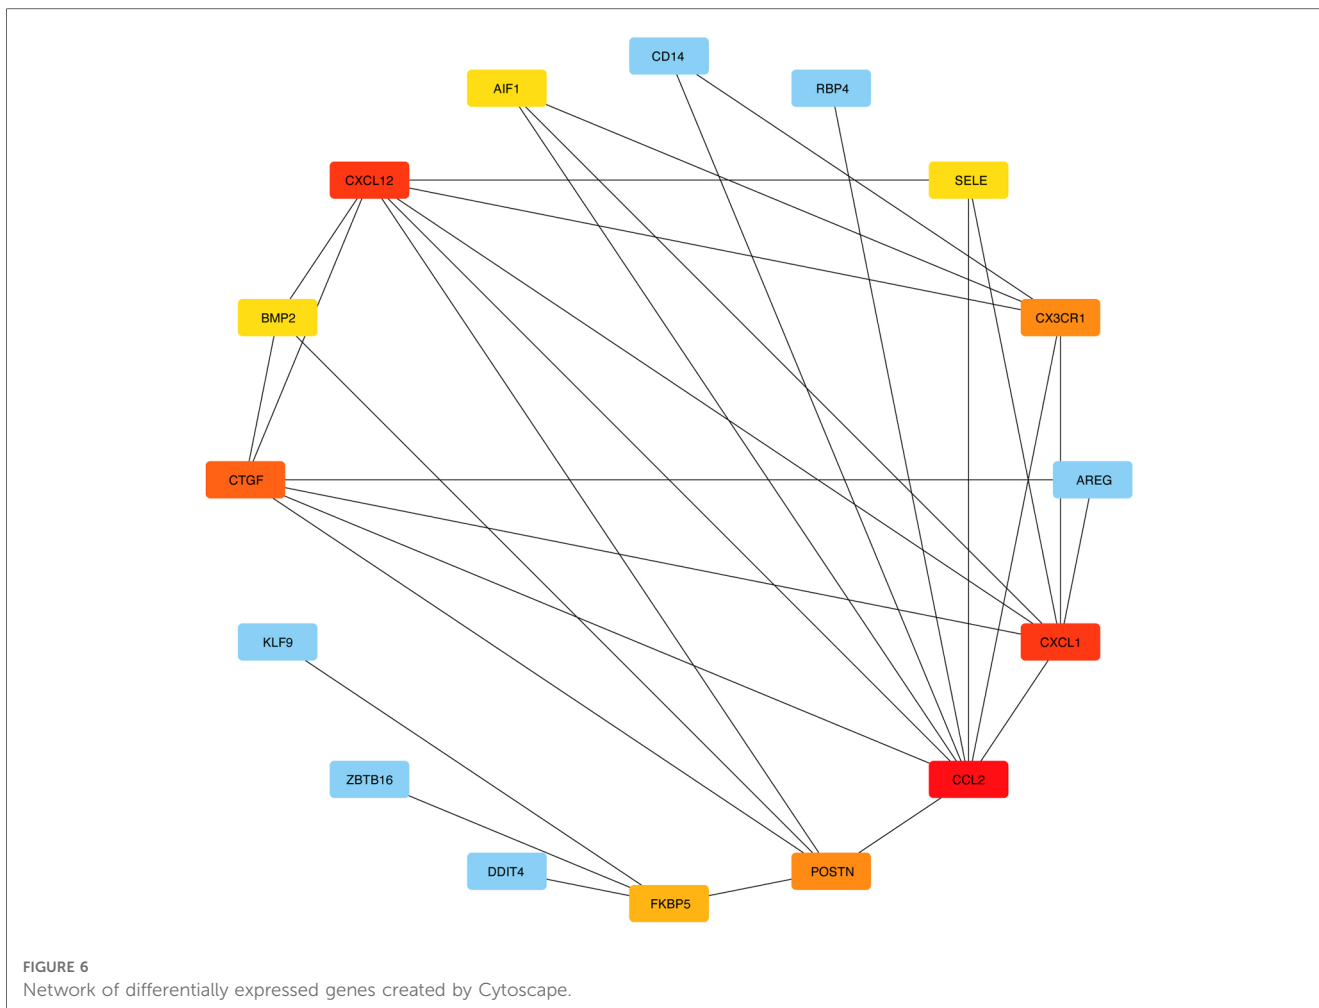 CD14
AIF1
RBP4
CXCL12
SELE
BMP2
CX3CR1
CTGF
AREG
KLF9
CXCL1
ZBTB16
CCL2
DDIT4
POSTN
FKBP5
FIGURE 6
Network of differentially expressed genes created by Cytoscape.